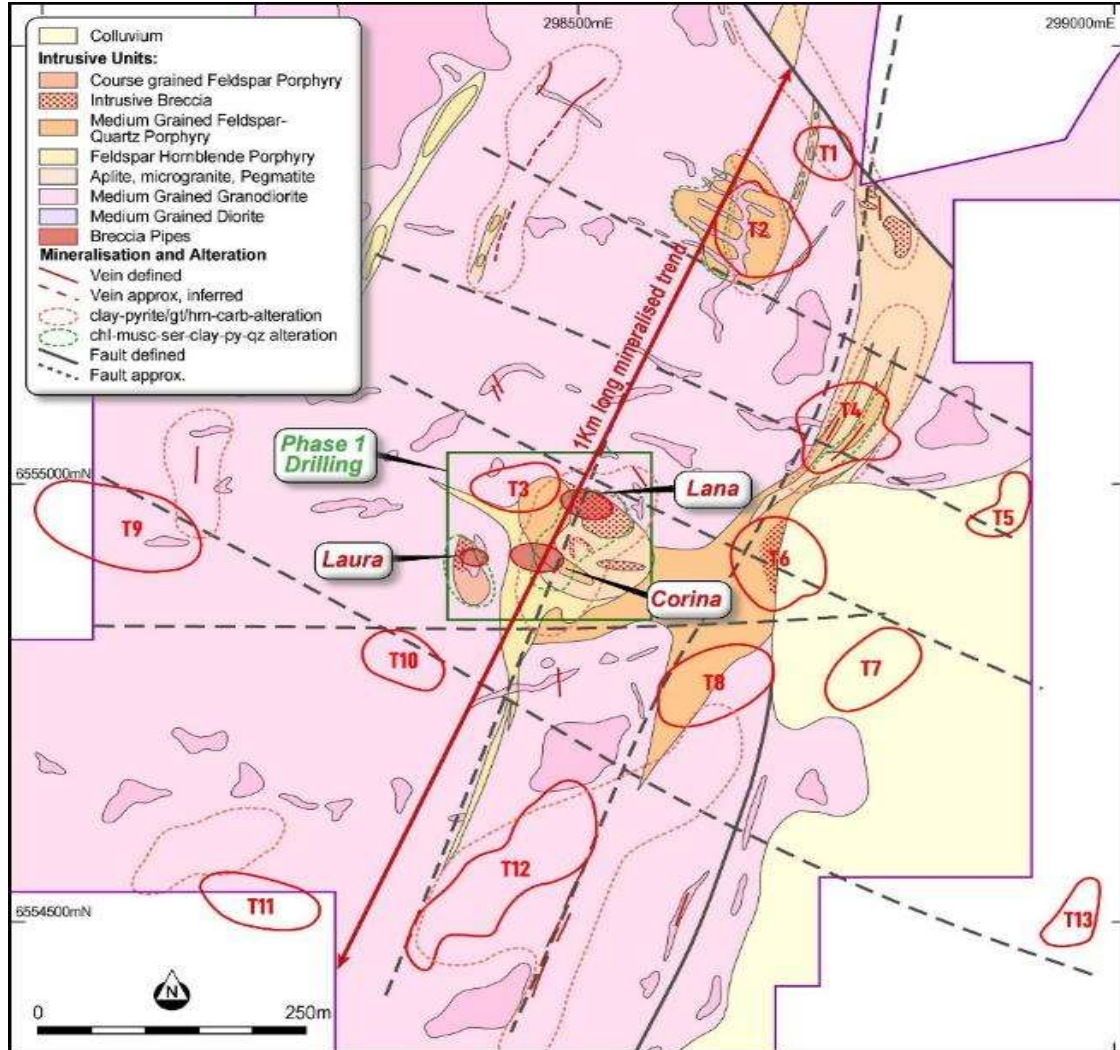 298500mE
299000mE
Colluvium
Intrusive Units:
Course grained Feldspar Porphyry
Intrusive Breccia
Medium Grained Feldspar-
Quartz Porphyry
Feldspar Hornblende Porphyry
Aplite, microgranite, Pegmatite
Medium Grained Granodiorite
Medium Grained Diorite
Breccia Pipes
Mineralisation and Alteration
Vein defined
Vein approx, inferred
clay-pyrite/gt/hm-carb-alteration
chl-musc-ser-clay-py-qz alteration
Fault defined
Fault approx.
T1
T2
1Km long mineralised trend
T4
Phase 1
Drilling
6555000mN
T3
Lana
T5
T9
Laura
T6
Corina
T10
T8
T7
T12
T11
6554500mN
T13
N
0
250m